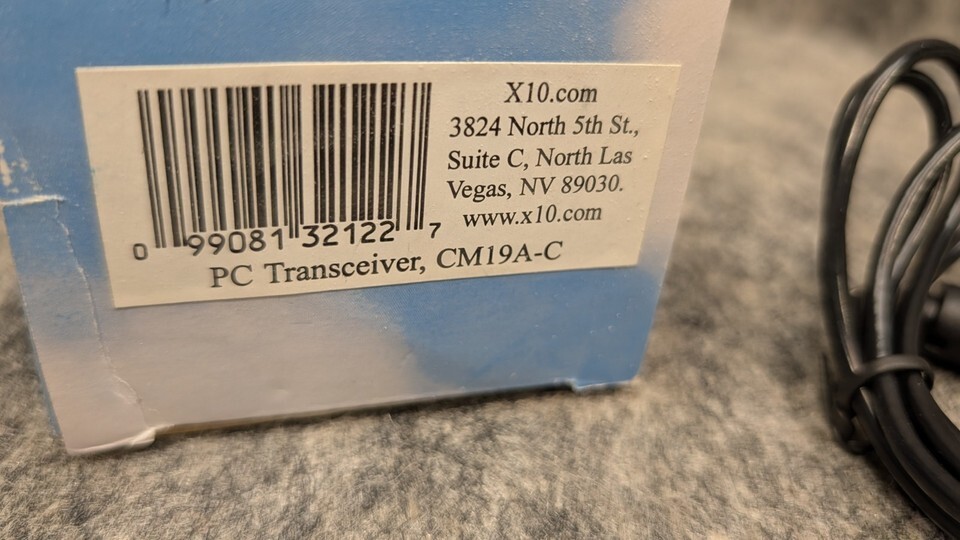 X10.com
3824 North 5th St.,
Suite C, North Las
Vegas, NV 89030.
www.x10.com
0 99081 32122 7
PC Transceiver, CM19A-C